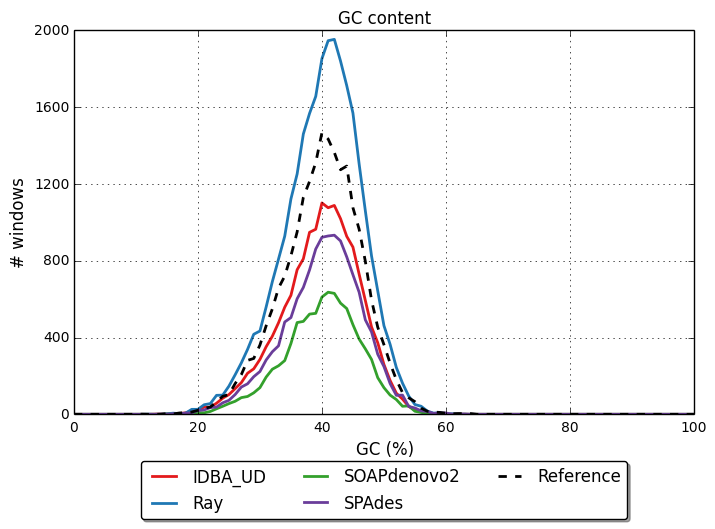 GC content
2000
1600
1200
800
400
0
# windows
0 20 40 60 80 100
GC (%)
IDBA_UD SOAPdenovo2 Reference
Ray SPAdes